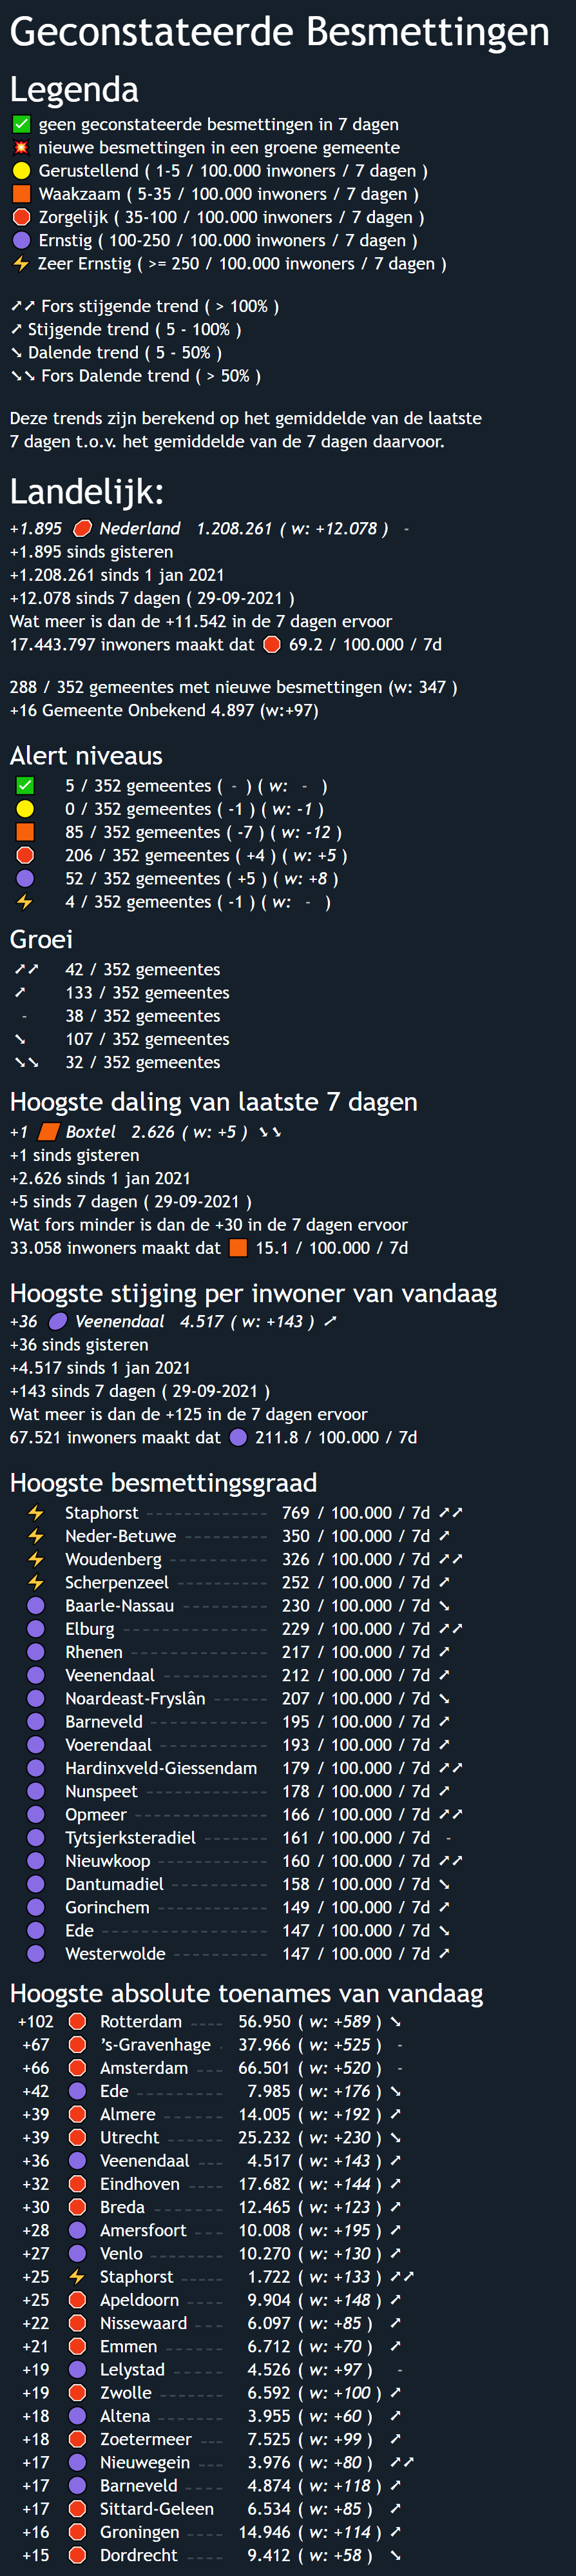 Geconstateerde Besmettingen
Legenda
geen geconstateerde besmettingen in 7 dagen
nieuwe besmettingen in een groene gemeente
Gerustellend ( 1-5 / 100.000 inwoners / 7 dagen )
Waakzaam ( 5-35 / 100.000 inwoners / 7 dagen )
Zorgelijk ( 35-100 / 100.000 inwoners / 7 dagen )
Ernstig ( 100-250 / 100.000 inwoners / 7 dagen )
Zeer Ernstig ( >= 250 / 100.000 inwoners / 7 dagen )
➚➚ Fors stijgende trend ( > 100% )
➚ Stijgende trend ( 5 - 100% )
➘ Dalende trend ( 5 - 50% )
➘➘ Fors Dalende trend ( > 50% )
Deze trends zijn berekend op het gemiddelde van de laatste
7 dagen t.o.v. het gemiddelde van de 7 dagen daarvoor.
Landelijk:
+1.895 Nederland 1.208.261 ( w: +12.078 ) -
+1.895 sinds gisteren
+1.208.261 sinds 1 jan 2021
+12.078 sinds 7 dagen ( 29-09-2021 )
Wat meer is dan de +11.542 in de 7 dagen ervoor
17.443.797 inwoners maakt dat 69.2 / 100.000 / 7d
288 / 352 gemeentes met nieuwe besmettingen (w: 347 )
+16 Gemeente Onbekend 4.897 (w:+97)
Alert niveaus
5 / 352 gemeentes ( - ) ( w: - )
0 / 352 gemeentes ( -1 ) ( w: -1 )
85 / 352 gemeentes ( -7 ) ( w: -12 )
206 / 352 gemeentes ( +4 ) ( w: +5 )
52 / 352 gemeentes ( +5 ) ( w: +8 )
4 / 352 gemeentes ( -1 ) ( w: - )
Groei
➚➚ 42 / 352 gemeentes
➚ 133 / 352 gemeentes
- 38 / 352 gemeentes
➘ 107 / 352 gemeentes
➘➘ 32 / 352 gemeentes
Hoogste daling van laatste 7 dagen
+1 Boxtel 2.626 ( w: +5 ) ➘➘
+1 sinds gisteren
+2.626 sinds 1 jan 2021
+5 sinds 7 dagen ( 29-09-2021 )
Wat fors minder is dan de +30 in de 7 dagen ervoor
33.058 inwoners maakt dat 15.1 / 100.000 / 7d
Hoogste stijging per inwoner van vandaag
+36 Veenendaal 4.517 ( w: +143 ) ➚
+36 sinds gisteren
+4.517 sinds 1 jan 2021
+143 sinds 7 dagen ( 29-09-2021 )
Wat meer is dan de +125 in de 7 dagen ervoor
67.521 inwoners maakt dat 211.8 / 100.000 / 7d
Hoogste besmettingsgraad
Staphorst 769 / 100.000 / 7d ➚➚
Neder-Betuwe 350 / 100.000 / 7d ➚
Woudenberg 326 / 100.000 / 7d ➚➚
Scherpenzeel 252 / 100.000 / 7d ➚
Baarle-Nassau 230 / 100.000 / 7d ➘
Elburg 229 / 100.000 / 7d ➚➚
Rhenen 217 / 100.000 / 7d ➚
Veenendaal 212 / 100.000 / 7d ➚
Noardeast-Fryslân 207 / 100.000 / 7d ➘
Barneveld 195 / 100.000 / 7d ➚
Voerendaal 193 / 100.000 / 7d ➚
Hardinxveld-Giessendam 179 / 100.000 / 7d ➚➚
Nunspeet 178 / 100.000 / 7d ➚
Opmeer 166 / 100.000 / 7d ➚➚
Tytsjerksteradiel 161 / 100.000 / 7d -
Nieuwkoop 160 / 100.000 / 7d ➚➚
Dantumadiel 158 / 100.000 / 7d ➘
Gorinchem 149 / 100.000 / 7d ➚
Ede 147 / 100.000 / 7d ➘
Westerwolde 147 / 100.000 / 7d ➚
Hoogste absolute toenames van vandaag
+102 Rotterdam 56.950 ( w: +589 ) ➘
+67 's-Gravenhage 37.966 ( w: +525 ) -
+66 Amsterdam 66.501 ( w: +520 ) -
+42 Ede 7.985 ( w: +176 ) ➘
+39 Almere 14.005 ( w: +192 ) ➚
+39 Utrecht 25.232 ( w: +230 ) ➘
+36 Veenendaal 4.517 ( w: +143 ) ➚
+32 Eindhoven 17.682 ( w: +144 ) ➚
+30 Breda 12.465 ( w: +123 ) ➚
+28 Amersfoort 10.008 ( w: +195 ) ➚
+27 Venlo 10.270 ( w: +130 ) ➚
+25 Staphorst 1.722 ( w: +133 ) ➚➚
+25 Apeldoorn 9.904 ( w: +148 ) ➚
+22 Nissewaard 6.097 ( w: +85 ) ➚
+21 Emmen 6.712 ( w: +70 ) ➚
+19 Lelystad 4.526 ( w: +97 ) -
+19 Zwolle 6.592 ( w: +100 ) ➚
+18 Altena 3.955 ( w: +60 ) ➚
+18 Zoetermeer 7.525 ( w: +99 ) ➚
+17 Nieuwegein 3.976 ( w: +80 ) ➚➚
+17 Barneveld 4.874 ( w: +118 ) ➚
+17 Sittard-Geleen 6.534 ( w: +85 ) ➚
+16 Groningen 14.946 ( w: +114 ) ➚
+15 Dordrecht 9.412 ( w: +58 ) ➘